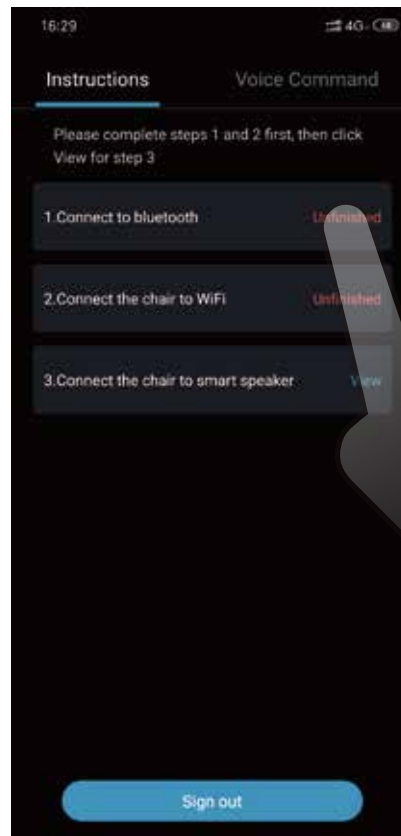 16:29 4G
Instructions Voice Command
Please complete steps 1 and 2 first, then click
View for step 3
1.Connect to bluetooth Unfinished
2.Connect the chair to WiFi Unfinished
3.Connect the chair to smart speaker View
Sign out